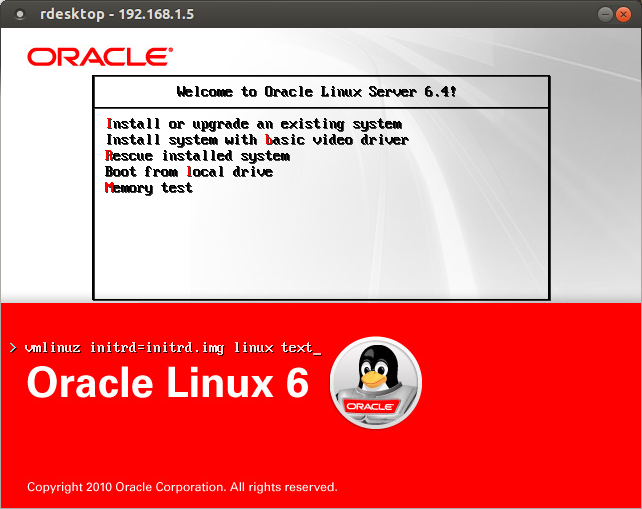 rdesktop - 192.168.1.5
ORACLE®
Welcome to Oracle Linux Server 6.4!
Install or upgrade an existing system
Install system with basic video driver
Rescue installed system
Boot from local drive
Memory test
> vmlinuz initrd=initrd.img linux text_
Oracle Linux 6
ORACLE
Copyright 2010 Oracle Corporation. All rights reserved.